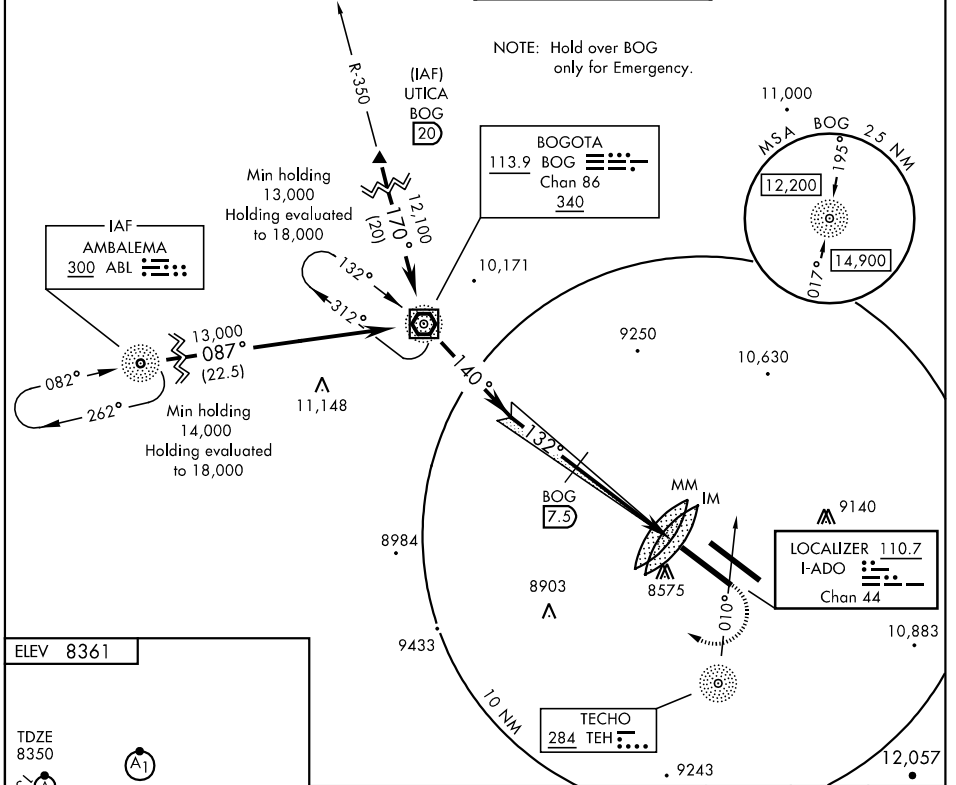 NOTE: Hold over BOG
only for Emergency.
R-350
(IAF)
UTICA
BOG
20
11,000
MSA BOG 25 NM
195°
12,200
14,900
017°
BOGOTA
113.9 BOG
Chan 86
340
Min holding
13,000
Holding evaluated
to 18,000
12,100
170°
(20)
IAF
AMBALEMA
300 ABL
132°
312°
10,171
13,000
087°
(22.5)
082°
262°
Min holding
14,000
Holding evaluated
to 18,000
11,148
9250
10,630
140°
132°
BOG
7.5
MM
IM
9140
LOCALIZER 110.7
I-ADO
Chan 44
8984
8903
8575
010°
10,883
9433
10 NM
TECHO
284 TEH
9243
12,057
ELEV 8361
TDZE
8350
A1